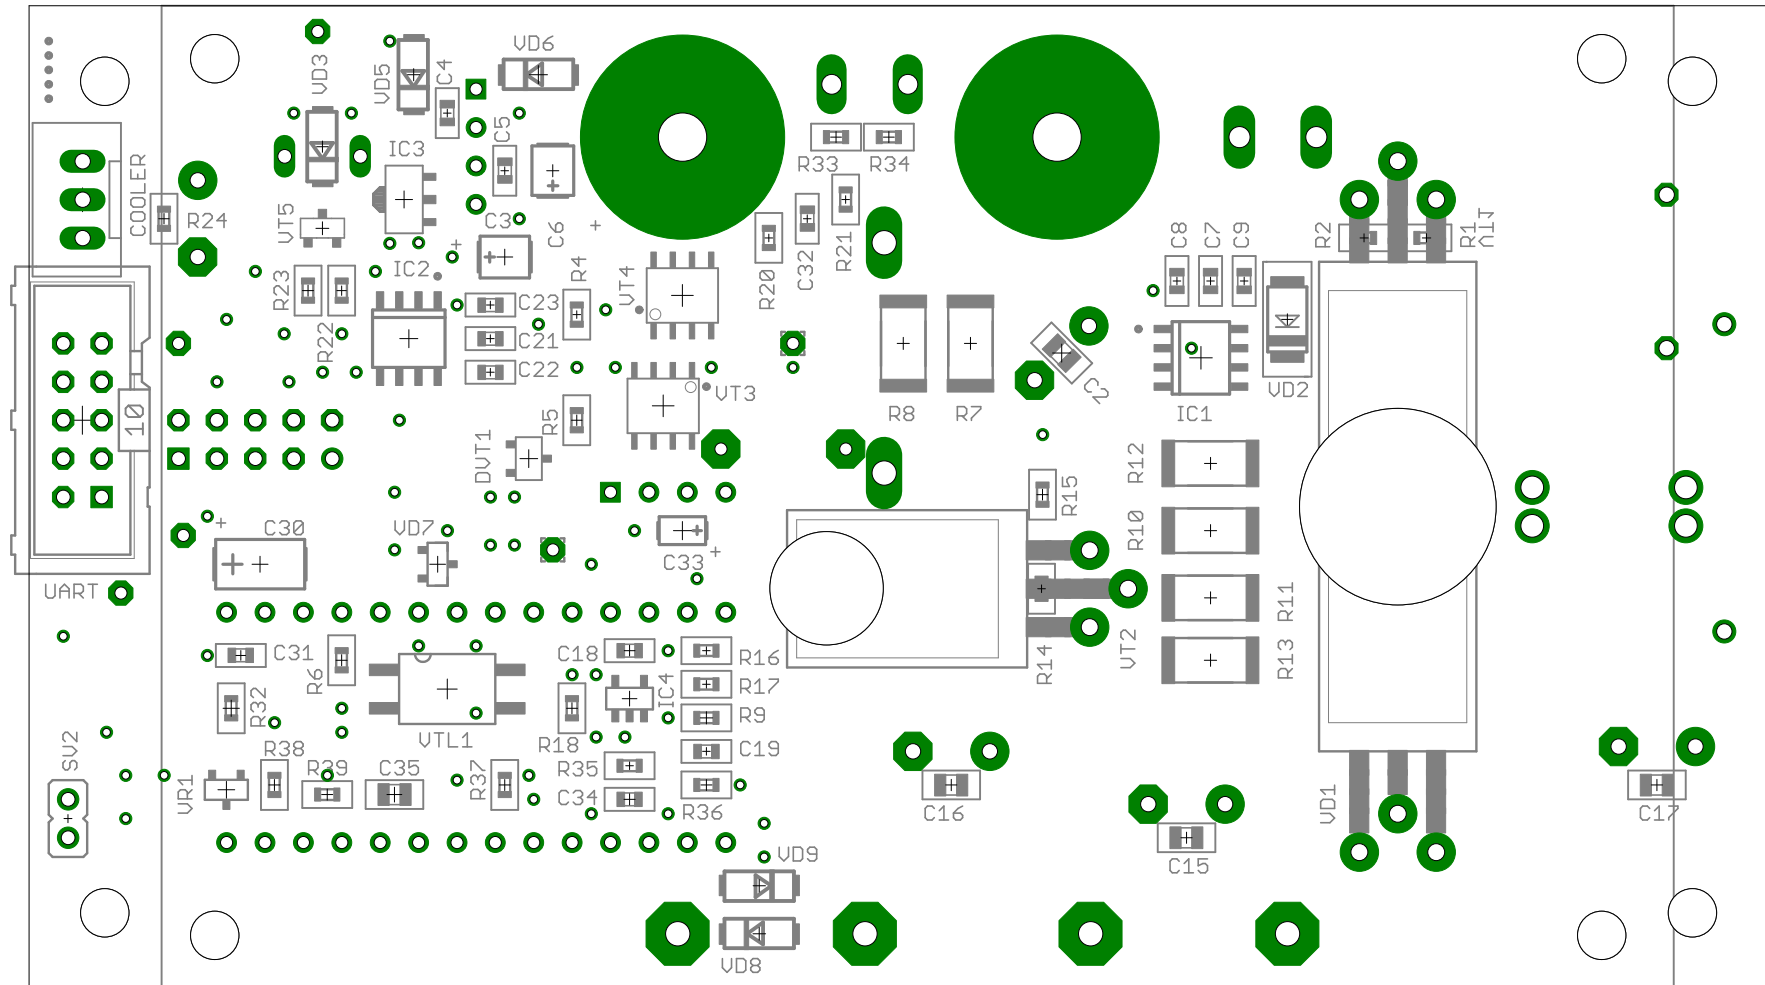 VD3
VD5
C4
VD6
C5
IC3
COOLER
R24
VT5
C3
C6
+
+
R33
R34
R21
C32
R20
R2
R1
VT1
C8
C7
C9
IC2
R23
R22
R4
VT4
C23
C21
C22
VT3
R5
DVT1
R8
R7
C2
IC1
VD2
10
UART
C30
+
VD7
C33
+
R15
R12
R10
R11
R13
R14
VT2
C31
R6
R32
VTL1
C18
IC4
R18
R16
R17
R9
C19
R35
C34
R36
R37
SV2
VR1
R38
R39
C35
C16
C15
VD1
C17
VD9
VD8